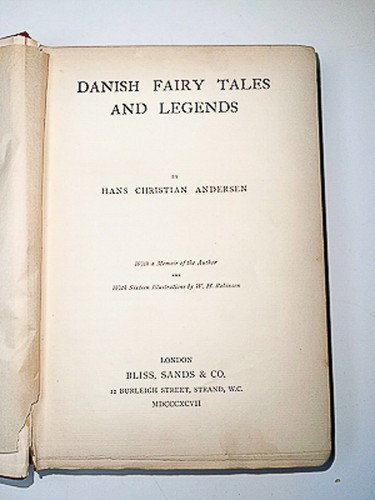 DANISH FAIRY TALES
AND LEGENDS
BY
HANS CHRISTIAN ANDERSEN
With a Memoir of the Author
AND
With Sixteen Illustrations by W. H. Robinson
LONDON
BLISS, SANDS & CO.
12 BURLEIGH STREET, STRAND, W.C.
MDCCCXCVII